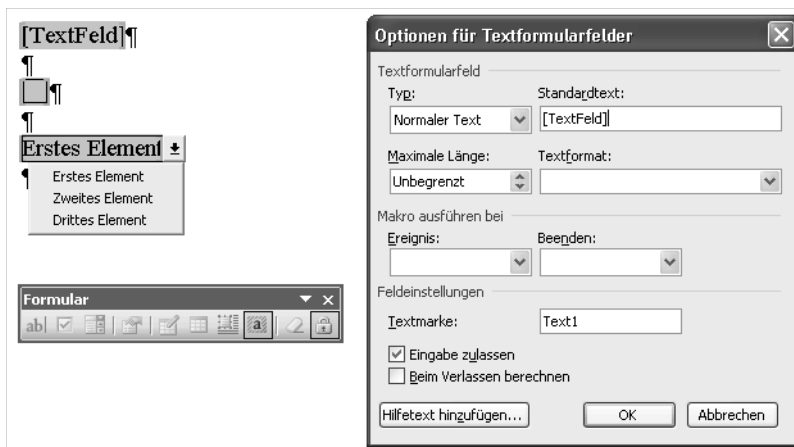 [TextFeld]¶
¶
¶
¶
Erstes Element
¶
Erstes Element
Zweites Element
Drittes Element
Formular
ab|
a
Optionen für Textformularfelder
Textformularfeld
Typ:
Standardtext:
Normaler Text
[TextFeld]
Maximale Länge:
Textformat:
Unbegrenzt
Makro ausführen bei
Ereignis:
Beenden:
Feldeinstellungen
Textmarke:
Text1
Eingabe zulassen
Beim Verlassen berechnen
Hilfetext hinzufügen...
OK
Abbrechen